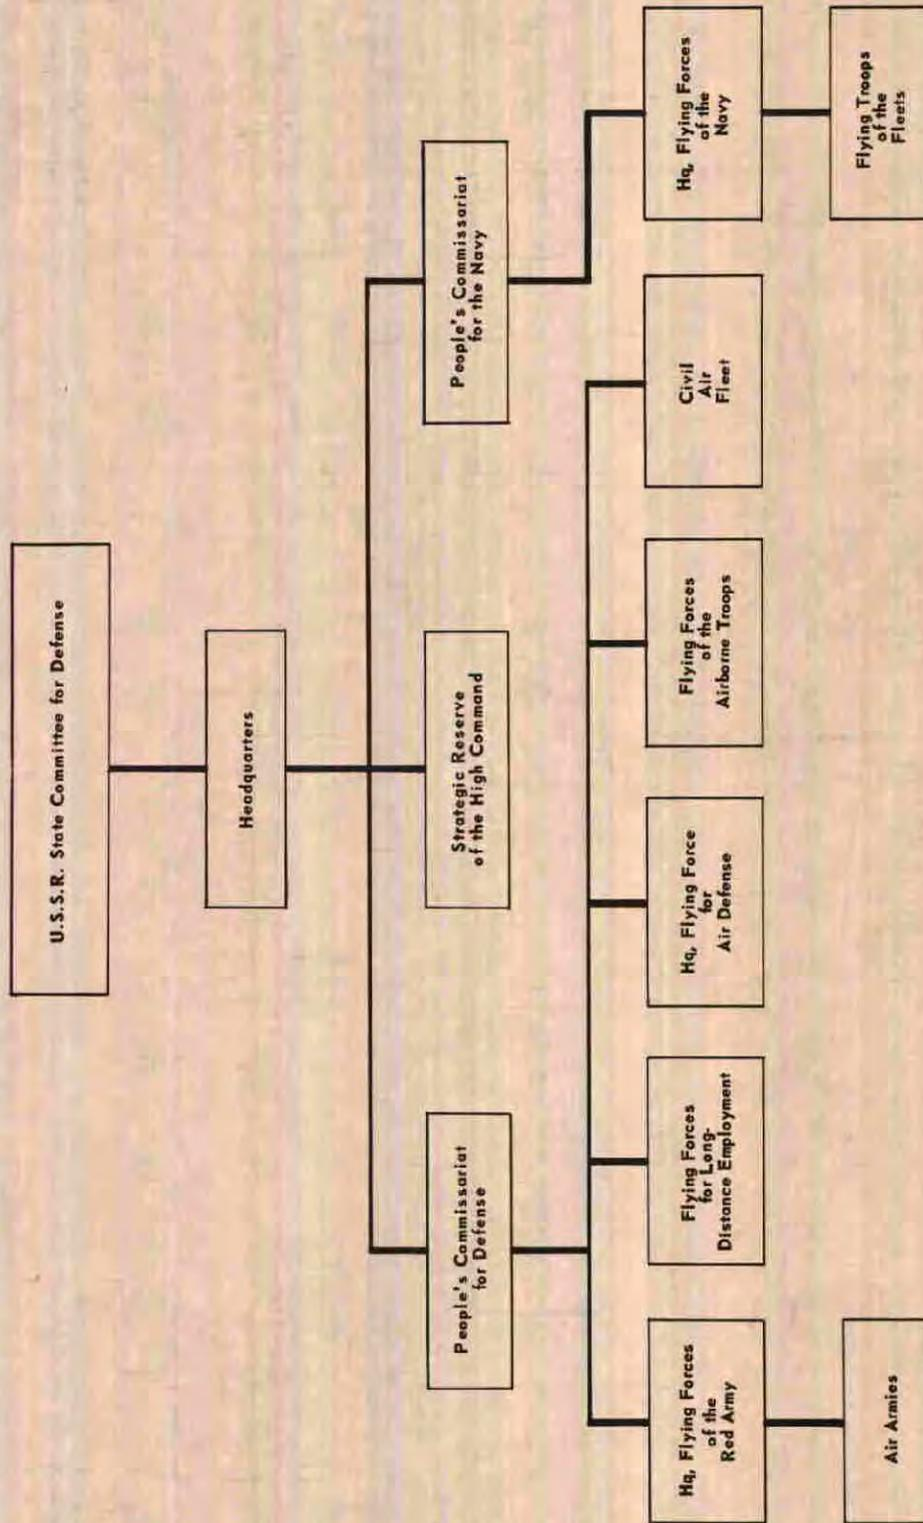 U.S.S.R. State Committee for Defense
Headquarters
People's Commissariat
for Defense
Strategic Reserve
of the High Command
People's Commissariat
for the Navy
Hq, Flying Forces
of the
Red Army
Flying Forces
for Long-
Distance Employment
Hq, Flying Force
for
Air Defense
Flying Forces
of the
Airborne Troops
Civil
Air
Fleet
Hq, Flying Forces
of the
Navy
Air Armies
Flying Troops
of the
Fleets